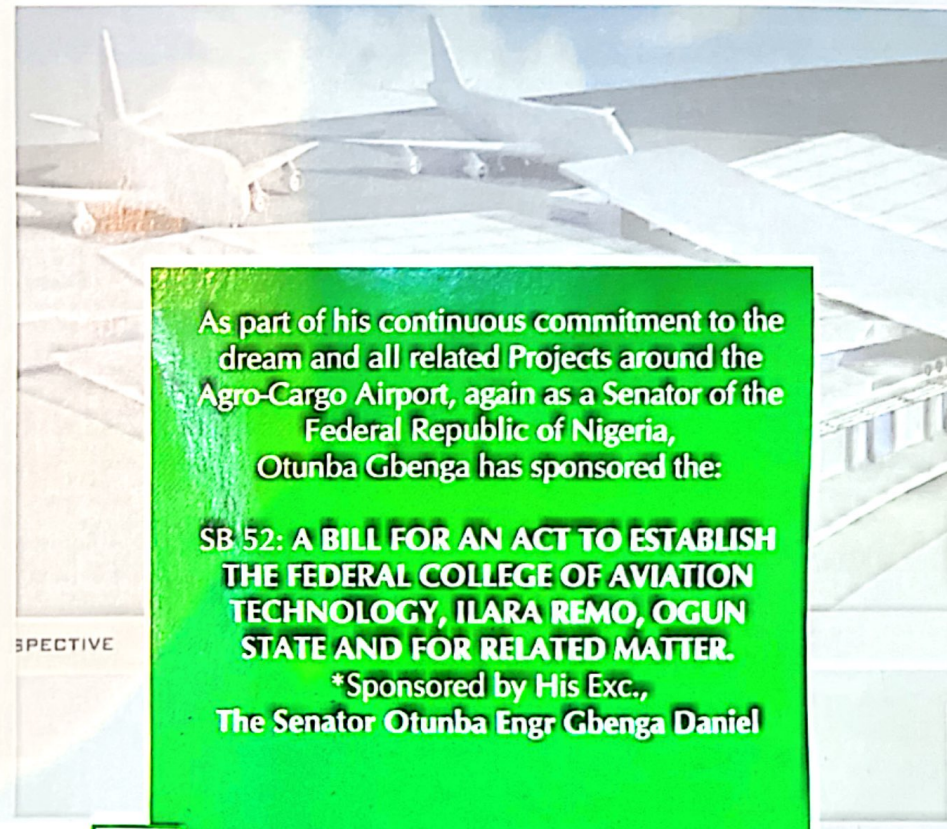 As part of his continuous commitment to the
dream and all related Projects around the
Agro-Cargo Airport, again as a Senator of the
Federal Republic of Nigeria,
Otunba Gbenga has sponsored the:
SB 52: A BILL FOR AN ACT TO ESTABLISH
THE FEDERAL COLLEGE OF AVIATION
TECHNOLOGY, ILARA REMO, OGUN
STATE AND FOR RELATED MATTER.
*Sponsored by His Exc.,
The Senator Otunba Engr Gbenga Daniel
SPECTIVE